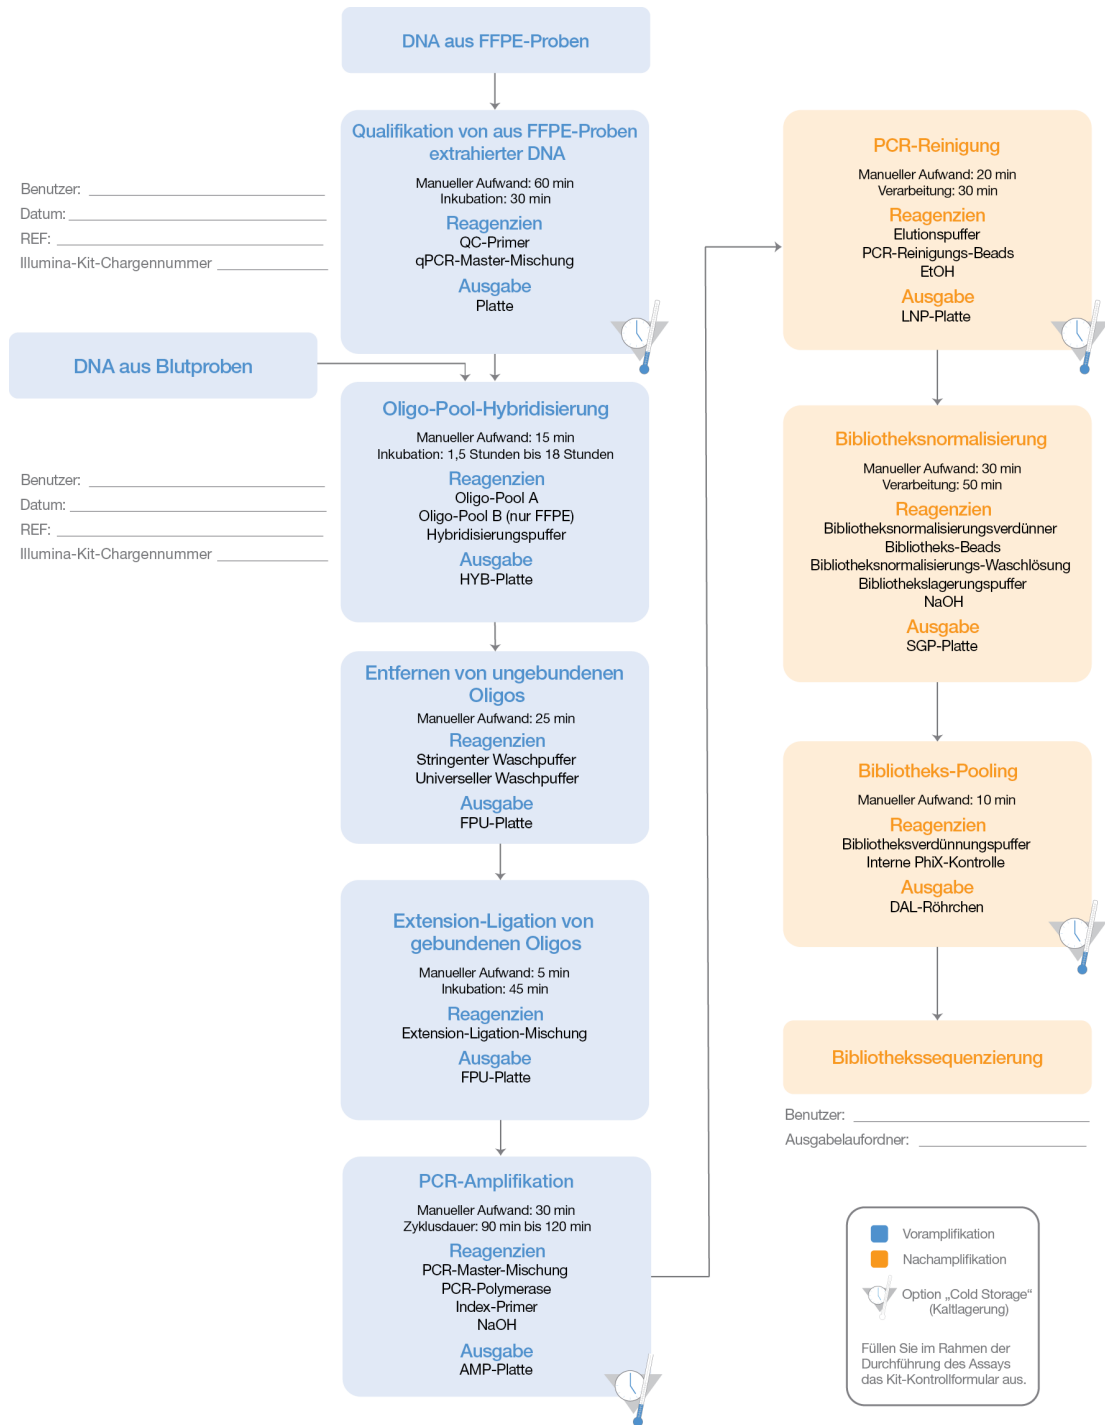 DNA aus FFPE-Proben
Qualifikation von aus FFPE-Proben
extrahierter DNA
Manueller Aufwand: 60 min
Inkubation: 30 min
Reagenzien
QC-Primer
qPCR-Master-Mischung
Ausgabe
Platte
Benutzer:
Datum:
REF:
Illumina-Kit-Chargennummer
DNA aus Blutproben
Oligo-Pool-Hybridisierung
Manueller Aufwand: 15 min
Inkubation: 1,5 Stunden bis 18 Stunden
Reagenzien
Oligo-Pool A
Oligo-Pool B (nur FFPE)
Hybridisierungspuffer
Ausgabe
HYB-Platte
Benutzer:
Datum:
REF:
Illumina-Kit-Chargennummer
Entfernen von ungebundenen
Oligos
Manueller Aufwand: 25 min
Reagenzien
Stringenter Waschpuffer
Universeller Waschpuffer
Ausgabe
FPU-Platte
Extension-Ligation von
gebundenen Oligos
Manueller Aufwand: 5 min
Inkubation: 45 min
Reagenzien
Extension-Ligation-Mischung
Ausgabe
FPU-Platte
PCR-Amplifikation
Manueller Aufwand: 30 min
Zyklusdauer: 90 min bis 120 min
Reagenzien
PCR-Master-Mischung
PCR-Polymerase
Index-Primer
NaOH
Ausgabe
AMP-Platte
PCR-Reinigung
Manueller Aufwand: 20 min
Verarbeitung: 30 min
Reagenzien
Elutionspuffer
PCR-Reinigungs-Beads
EtOH
Ausgabe
LNP-Platte
Bibliotheksnormalisierung
Manueller Aufwand: 30 min
Verarbeitung: 50 min
Reagenzien
Bibliotheksnormalisierungsverdünner
Bibliotheks-Beads
Bibliotheksnormalisierungs-Waschlösung
Bibliothekslagerungspuffer
NaOH
Ausgabe
SGP-Platte
Bibliotheks-Pooling
Manueller Aufwand: 10 min
Reagenzien
Bibliotheksverdünnungspuffer
Interne PhiX-Kontrolle
Ausgabe
DAL-Röhrchen
Bibliothekssequenzierung
Benutzer:
Ausgabelaufordner:
Voramplifikation
Nachamplifikation
Option „Cold Storage“
(Kaltlagerung)
Füllen Sie im Rahmen der
Durchführung des Assays
das Kit-Kontrollformular aus.